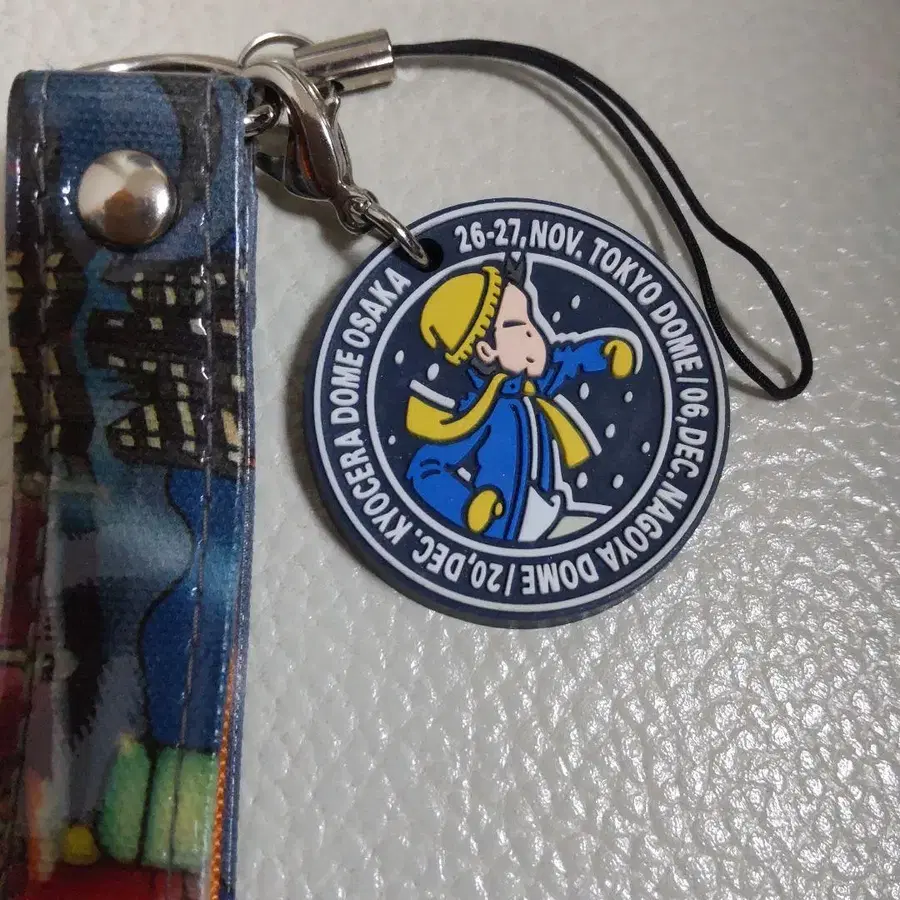 26-27, NOV. TOKYO DOME / 06, DEC. NAGOYA DOME / 20, DEC. KYOCERA DOME OSAKA